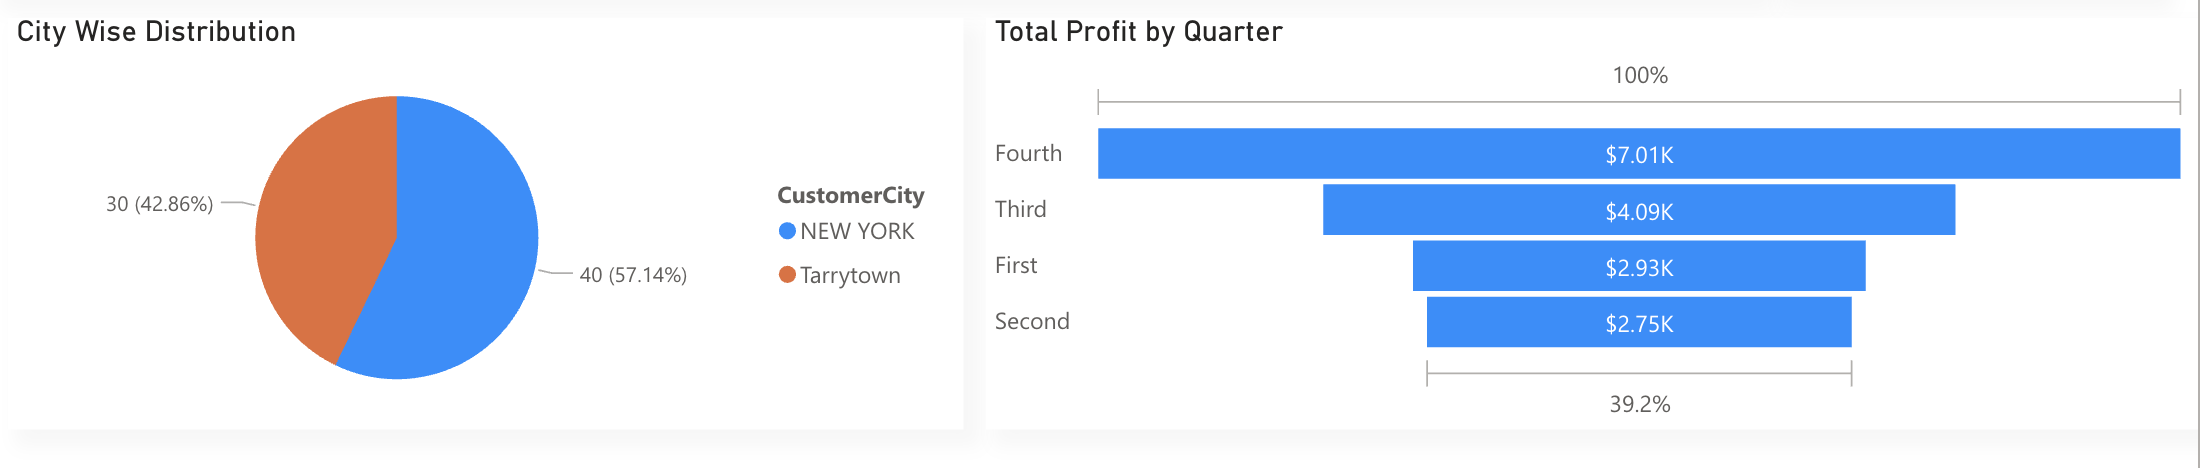 City Wise Distribution
30 (42.86%)
40 (57.14%)
CustomerCity
NEW YORK
Tarrytown
Total Profit by Quarter
100%
Fourth $7.01K
Third $4.09K
First $2.93K
Second $2.75K
39.2%